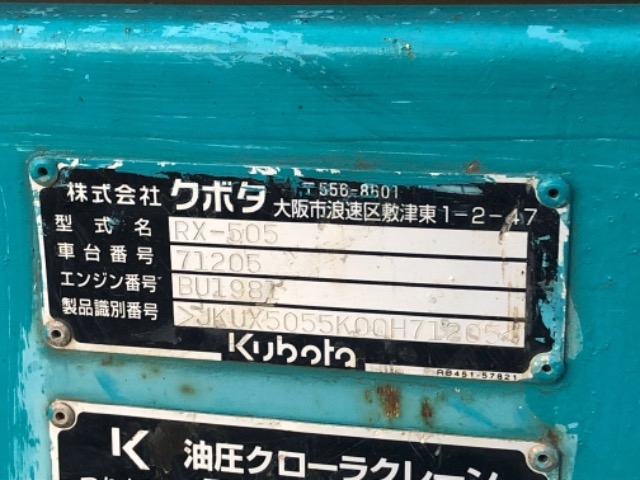 株式会社 クボタ 〒556-8601
大阪市浪速区敷津東1-2-47
型式名 RX-505
車台番号 71205
エンジン番号 BU1981
製品識別番号 >JKUX5055K00H71205<
Kubota
RB451-57821
K 油圧クローラクレーン